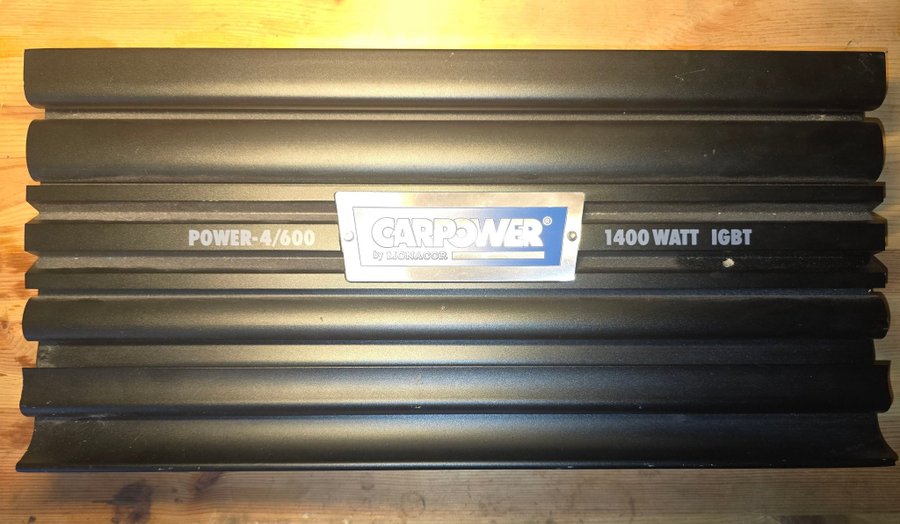 POWER-4/600
CARPOWER®
by MONACOR
1400 WATT IGBT